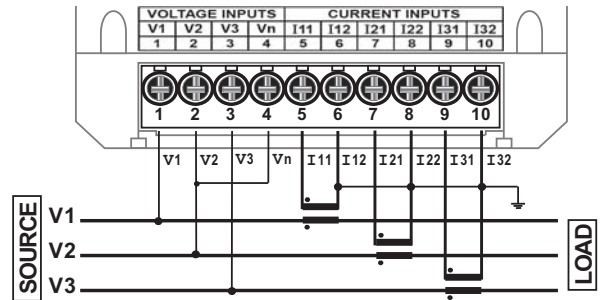 VOLTAGE INPUTS CURRENT INPUTS
V1 V2 V3 Vn I11 I12 I21 I22 I31 I32
1 2 3 4 5 6 7 8 9 10
1 2 3 4 5 6 7 8 9 10
V1 V2 V3 Vn I11 I12 I21 I22 I31 I32
SOURCE
V1
V2
V3
LOAD